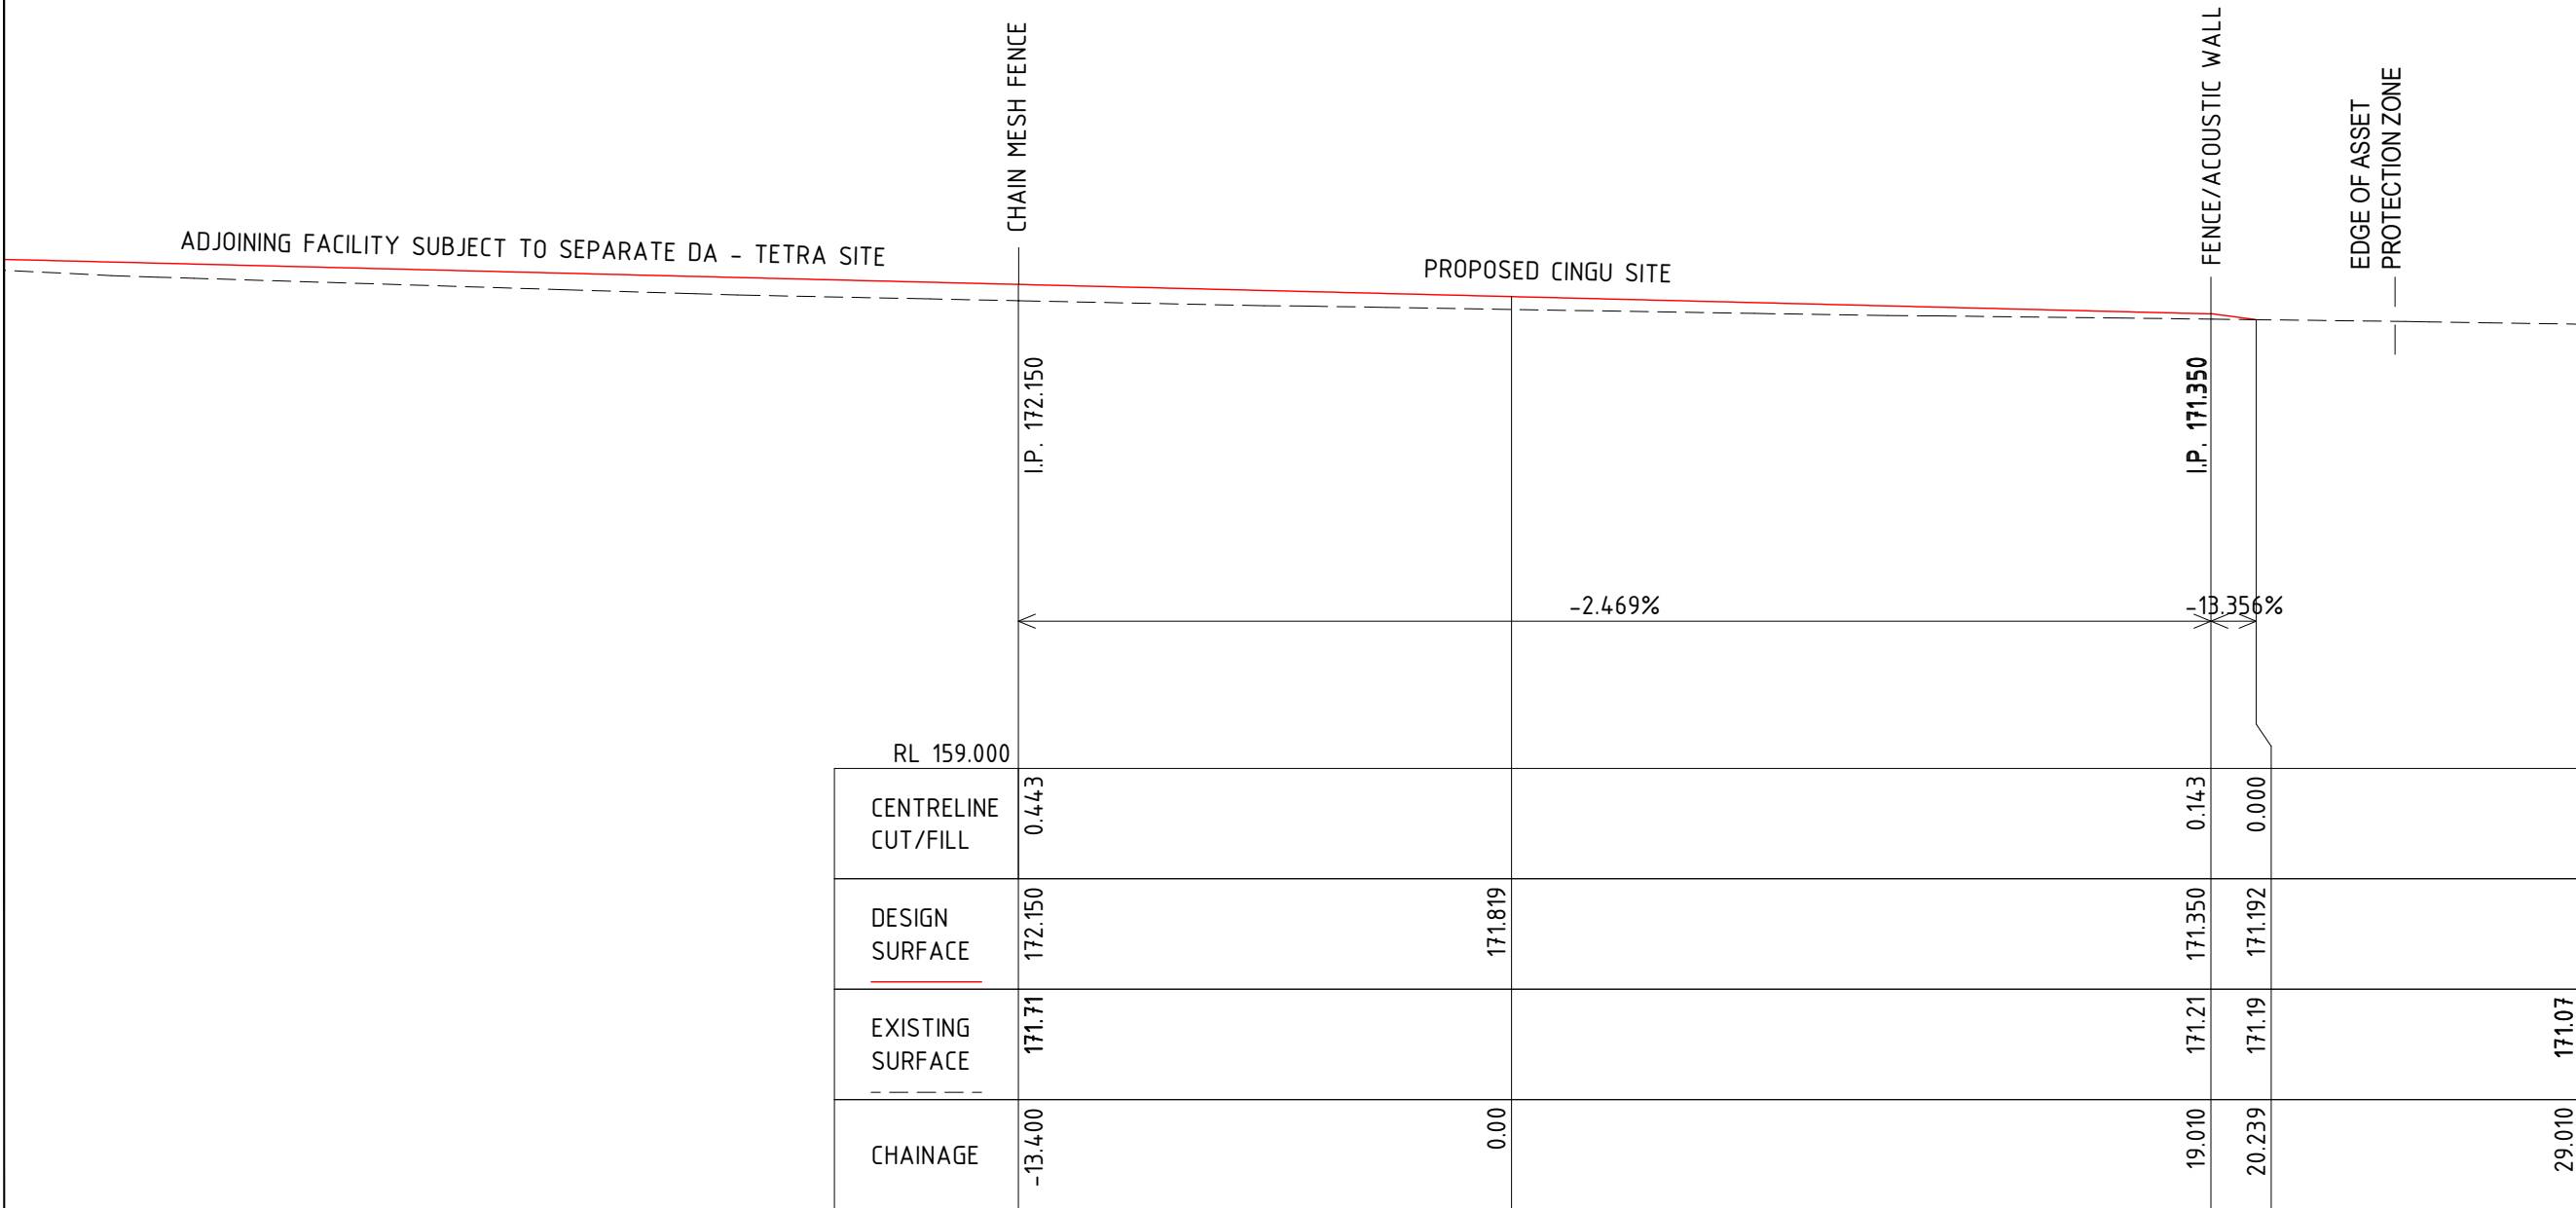 CHAIN MESH FENCE
FENCE/ACOUSTIC WALL
EDGE OF ASSET
PROTECTION ZONE
ADJOINING FACILITY SUBJECT TO SEPARATE DA - TETRA SITE
PROPOSED CINGU SITE
I.P. 172.150
I.P. 171.350
-2.469%
-13.356%
RL 159.000
CENTRELINE
CUT/FILL
0.443
0.143
0.000
DESIGN
SURFACE
172.150
171.819
171.350
171.192
EXISTING
SURFACE
171.71
171.21
171.19
171.07
CHAINAGE
-13.400
0.00
19.010
20.239
29.010